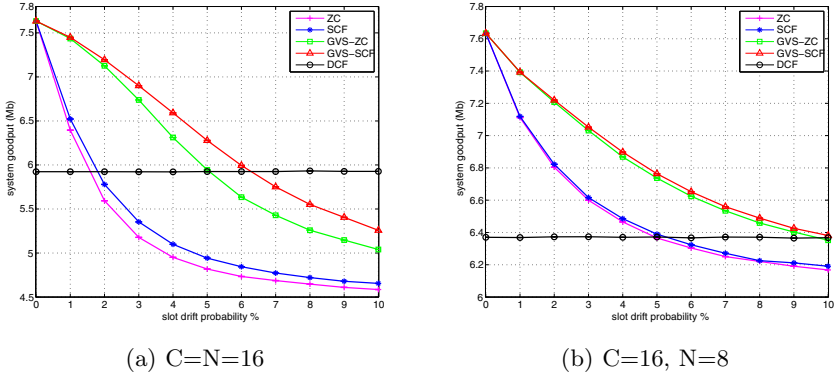 8
7.5
7
6.5
6
5.5
5
4.5
0 1 2 3 4 5 6 7 8 9 10
system goodput (Mb)
slot drift probability %
ZC
SCF
GVS-ZC
GVS-SCF
DCF
(a) C=N=16
7.8
7.6
7.4
7.2
7
6.8
6.6
6.4
6.2
6
0 1 2 3 4 5 6 7 8 9 10
system goodput (Mb)
slot drift probability %
ZC
SCF
GVS-ZC
GVS-SCF
DCF
(b) C=16, N=8